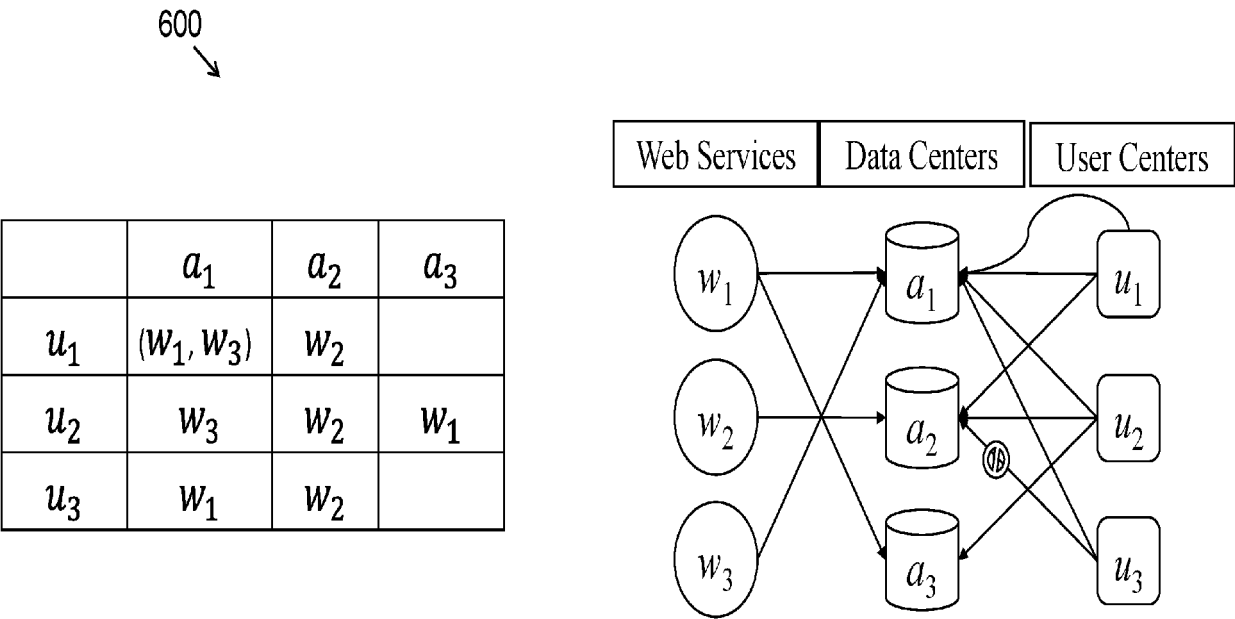 600
Web Services Data Centers User Centers
a₁ a₂ a₃
u₁ (w₁, w₃) w₂
u₂ w₃ w₂ w₁
u₃ w₁ w₂
w₁ a₁ u₁
w₂ a₂ u₂
w₃ a₃ u₃